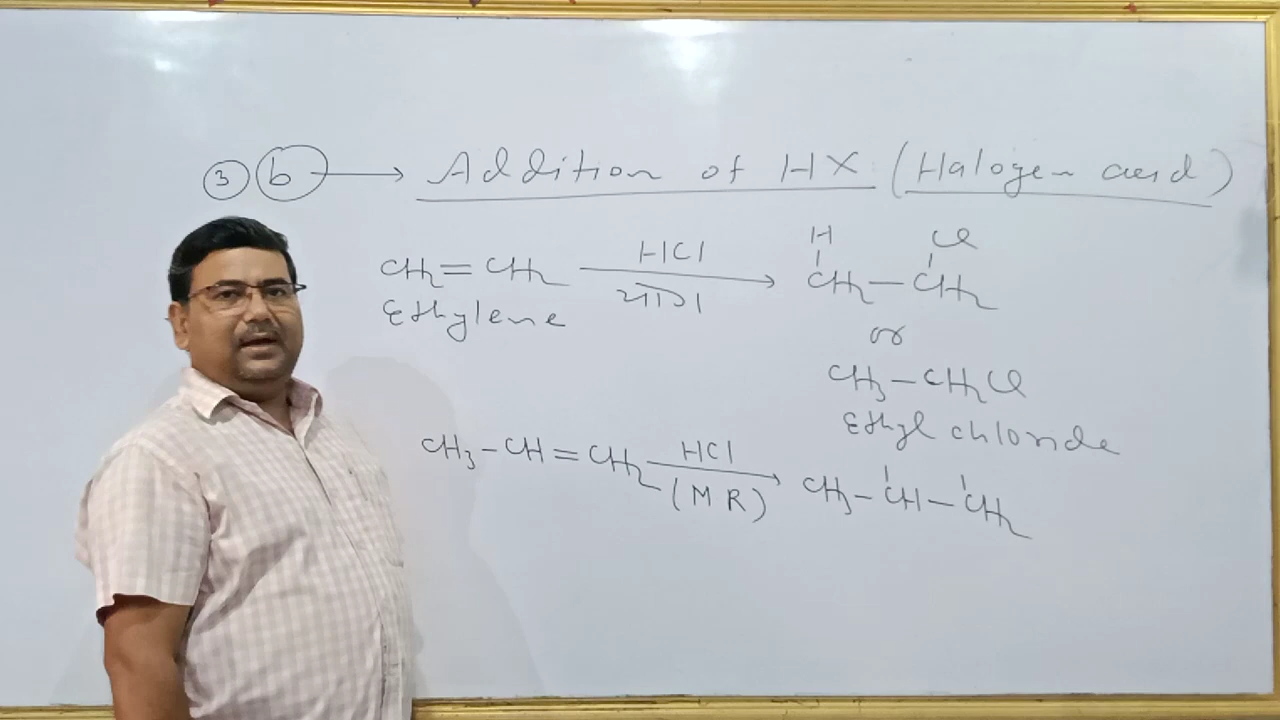 ③ ⓑ → Addition of HX (Halogen acid)
H Cl
CH2=CH2 HCl → CH2–CH2
Ethylene योग
or
CH3–CH2Cl
Ethyl chloride
CH3–CH=CH2 HCl → CH3–CH–CH2
(MR)